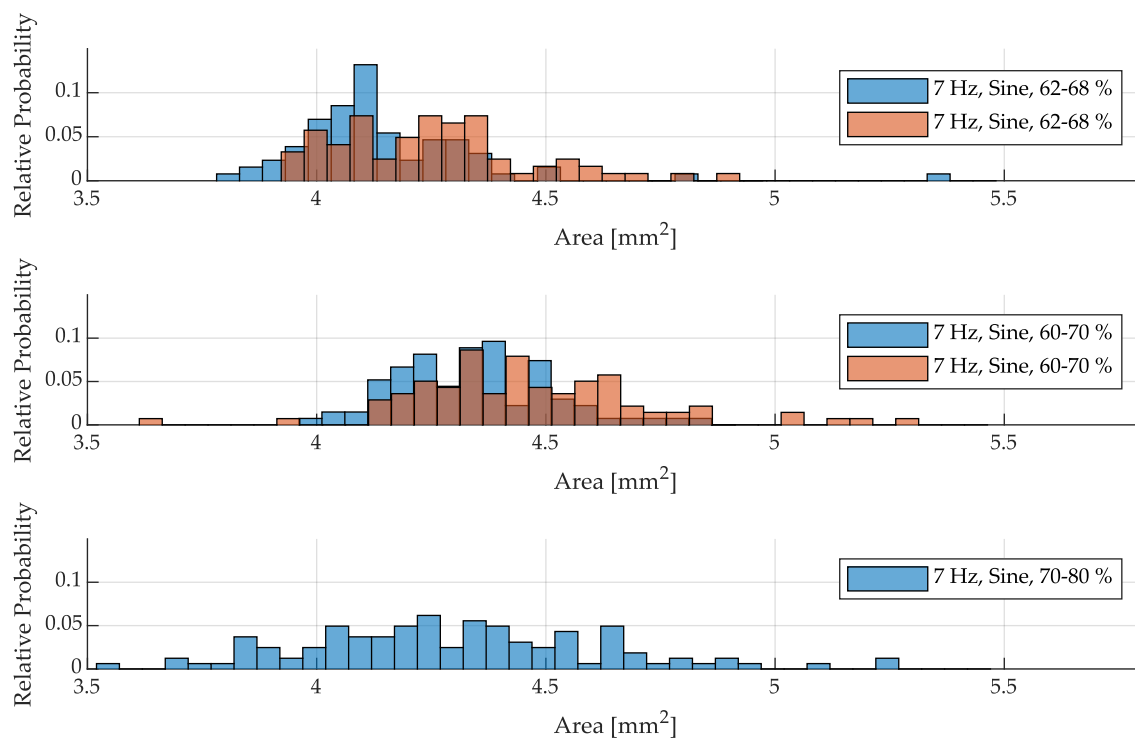 Relative Probability
0.1
0.05
0
3.5 4 4.5 5 5.5
Area [mm²]
7 Hz, Sine, 62-68 %
7 Hz, Sine, 62-68 %
Relative Probability
0.1
0.05
0
3.5 4 4.5 5 5.5
Area [mm²]
7 Hz, Sine, 60-70 %
7 Hz, Sine, 60-70 %
Relative Probability
0.1
0.05
0
3.5 4 4.5 5 5.5
Area [mm²]
7 Hz, Sine, 70-80 %